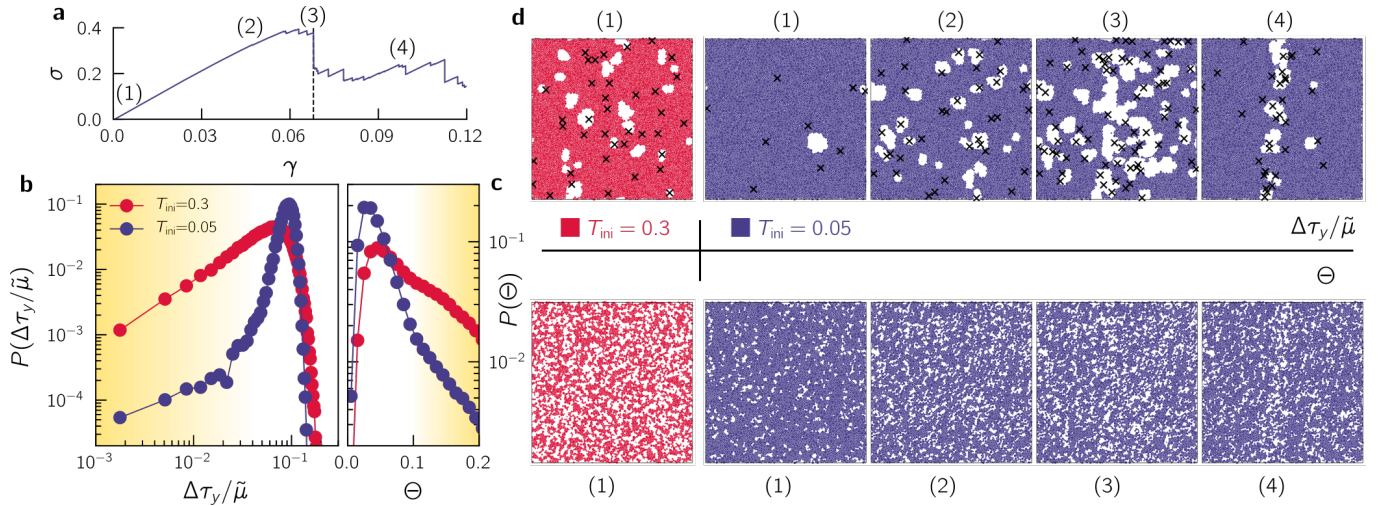 a
σ
0.4
0.2
0.0
(1)
(2)
(3)
(4)
0.00
0.03
0.06
0.09
0.12
γ
b
P(Δτ_y/μ̃)
10⁻¹
10⁻²
10⁻³
10⁻⁴
T_ini=0.3
T_ini=0.05
10⁻³
10⁻²
10⁻¹
Δτ_y/μ̃
c
P(Θ)
10⁻¹
10⁻²
0.0
0.2
Θ
d
(1)
(1)
(2)
(3)
(4)
T_ini = 0.3
T_ini = 0.05
Δτ_y/μ̃
Θ
(1)
(1)
(2)
(3)
(4)